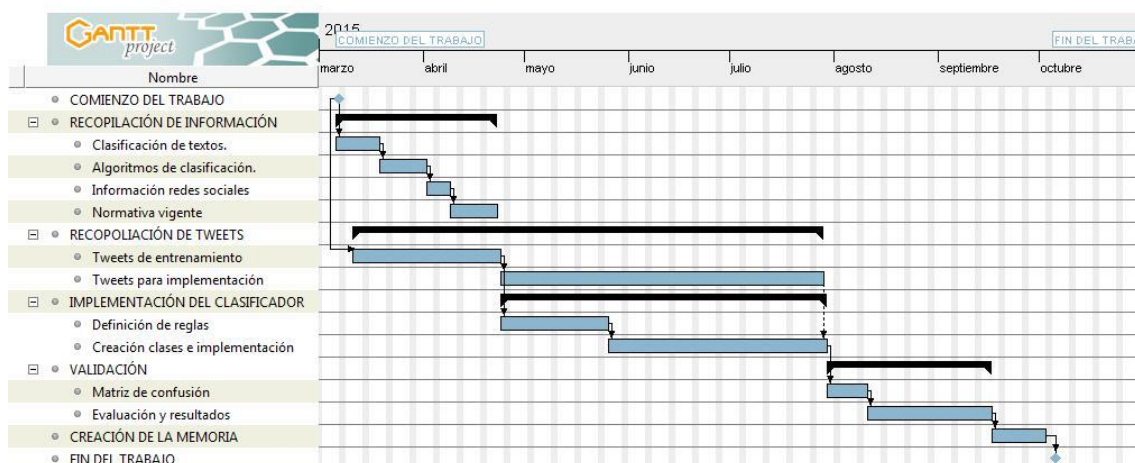 GANTT
project
2015
COMIENZO DEL TRABAJO
FIN DEL TRABA
marzo abril mayo junio julio agosto septiembre octubre
Nombre
COMIENZO DEL TRABAJO
RECOPILACIÓN DE INFORMACIÓN
Clasificación de textos.
Algoritmos de clasificación.
Información redes sociales
Normativa vigente
RECOPOLIACIÓN DE TWEETS
Tweets de entrenamiento
Tweets para implementación
IMPLEMENTACIÓN DEL CLASIFICADOR
Definición de reglas
Creación clases e implementación
VALIDACIÓN
Matriz de confusión
Evaluación y resultados
CREACIÓN DE LA MEMORIA
FIN DEL TRABAJO